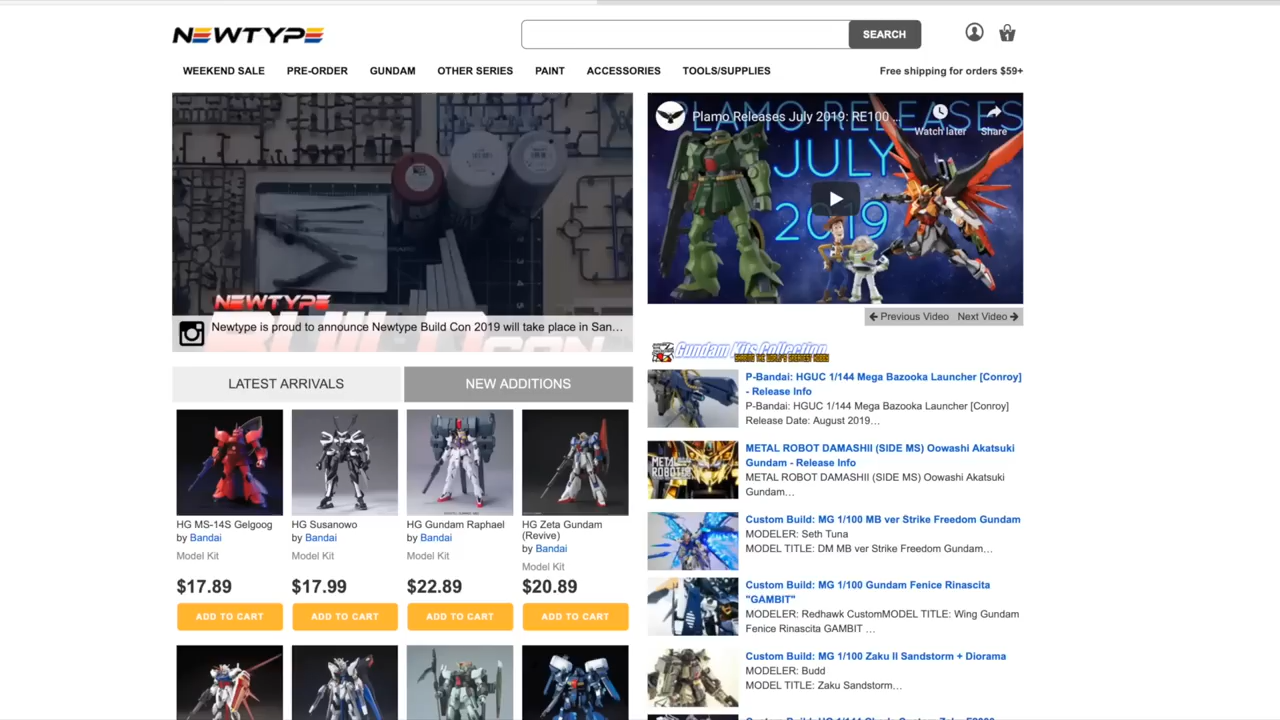 NEWTYPE
SEARCH
1
WEEKEND SALE PRE-ORDER GUNDAM OTHER SERIES PAINT ACCESSORIES TOOLS/SUPPLIES Free shipping for orders $59+
NEWTYPE
Newtype is proud to announce Newtype Build Con 2019 will take place in San…
PLAMO RELEASES
JULY
2019
Plamo Releases July 2019: RE100 ...
Watch later Share
Previous Video Next Video
LATEST ARRIVALS NEW ADDITIONS
HG MS-14S Gelgoog
by Bandai
Model Kit
$17.89
ADD TO CART
HG Susanowo
by Bandai
Model Kit
$17.99
ADD TO CART
HG Gundam Raphael
by Bandai
Model Kit
$22.89
ADD TO CART
HG Zeta Gundam
(Revive)
by Bandai
Model Kit
$20.89
ADD TO CART
Gundam Kits Collection
P-Bandai: HGUC 1/144 Mega Bazooka Launcher [Conroy]
- Release Info
P-Bandai: HGUC 1/144 Mega Bazooka Launcher [Conroy]
Release Date: August 2019…
METAL ROBOT DAMASHII (SIDE MS) Oowashi Akatsuki
Gundam - Release Info
METAL ROBOT DAMASHII (SIDE MS) Oowashi Akatsuki
Gundam…
Custom Build: MG 1/100 MB ver Strike Freedom Gundam
MODELER: Seth Tuna
MODEL TITLE: DM MB ver Strike Freedom Gundam…
Custom Build: MG 1/100 Gundam Fenice Rinascita
"GAMBIT"
MODELER: Redhawk CustomMODEL TITLE: Wing Gundam
Fenice Rinascita GAMBIT …
Custom Build: MG 1/100 Zaku II Sandstorm + Diorama
MODELER: Budd
MODEL TITLE: Zaku Sandstorm…